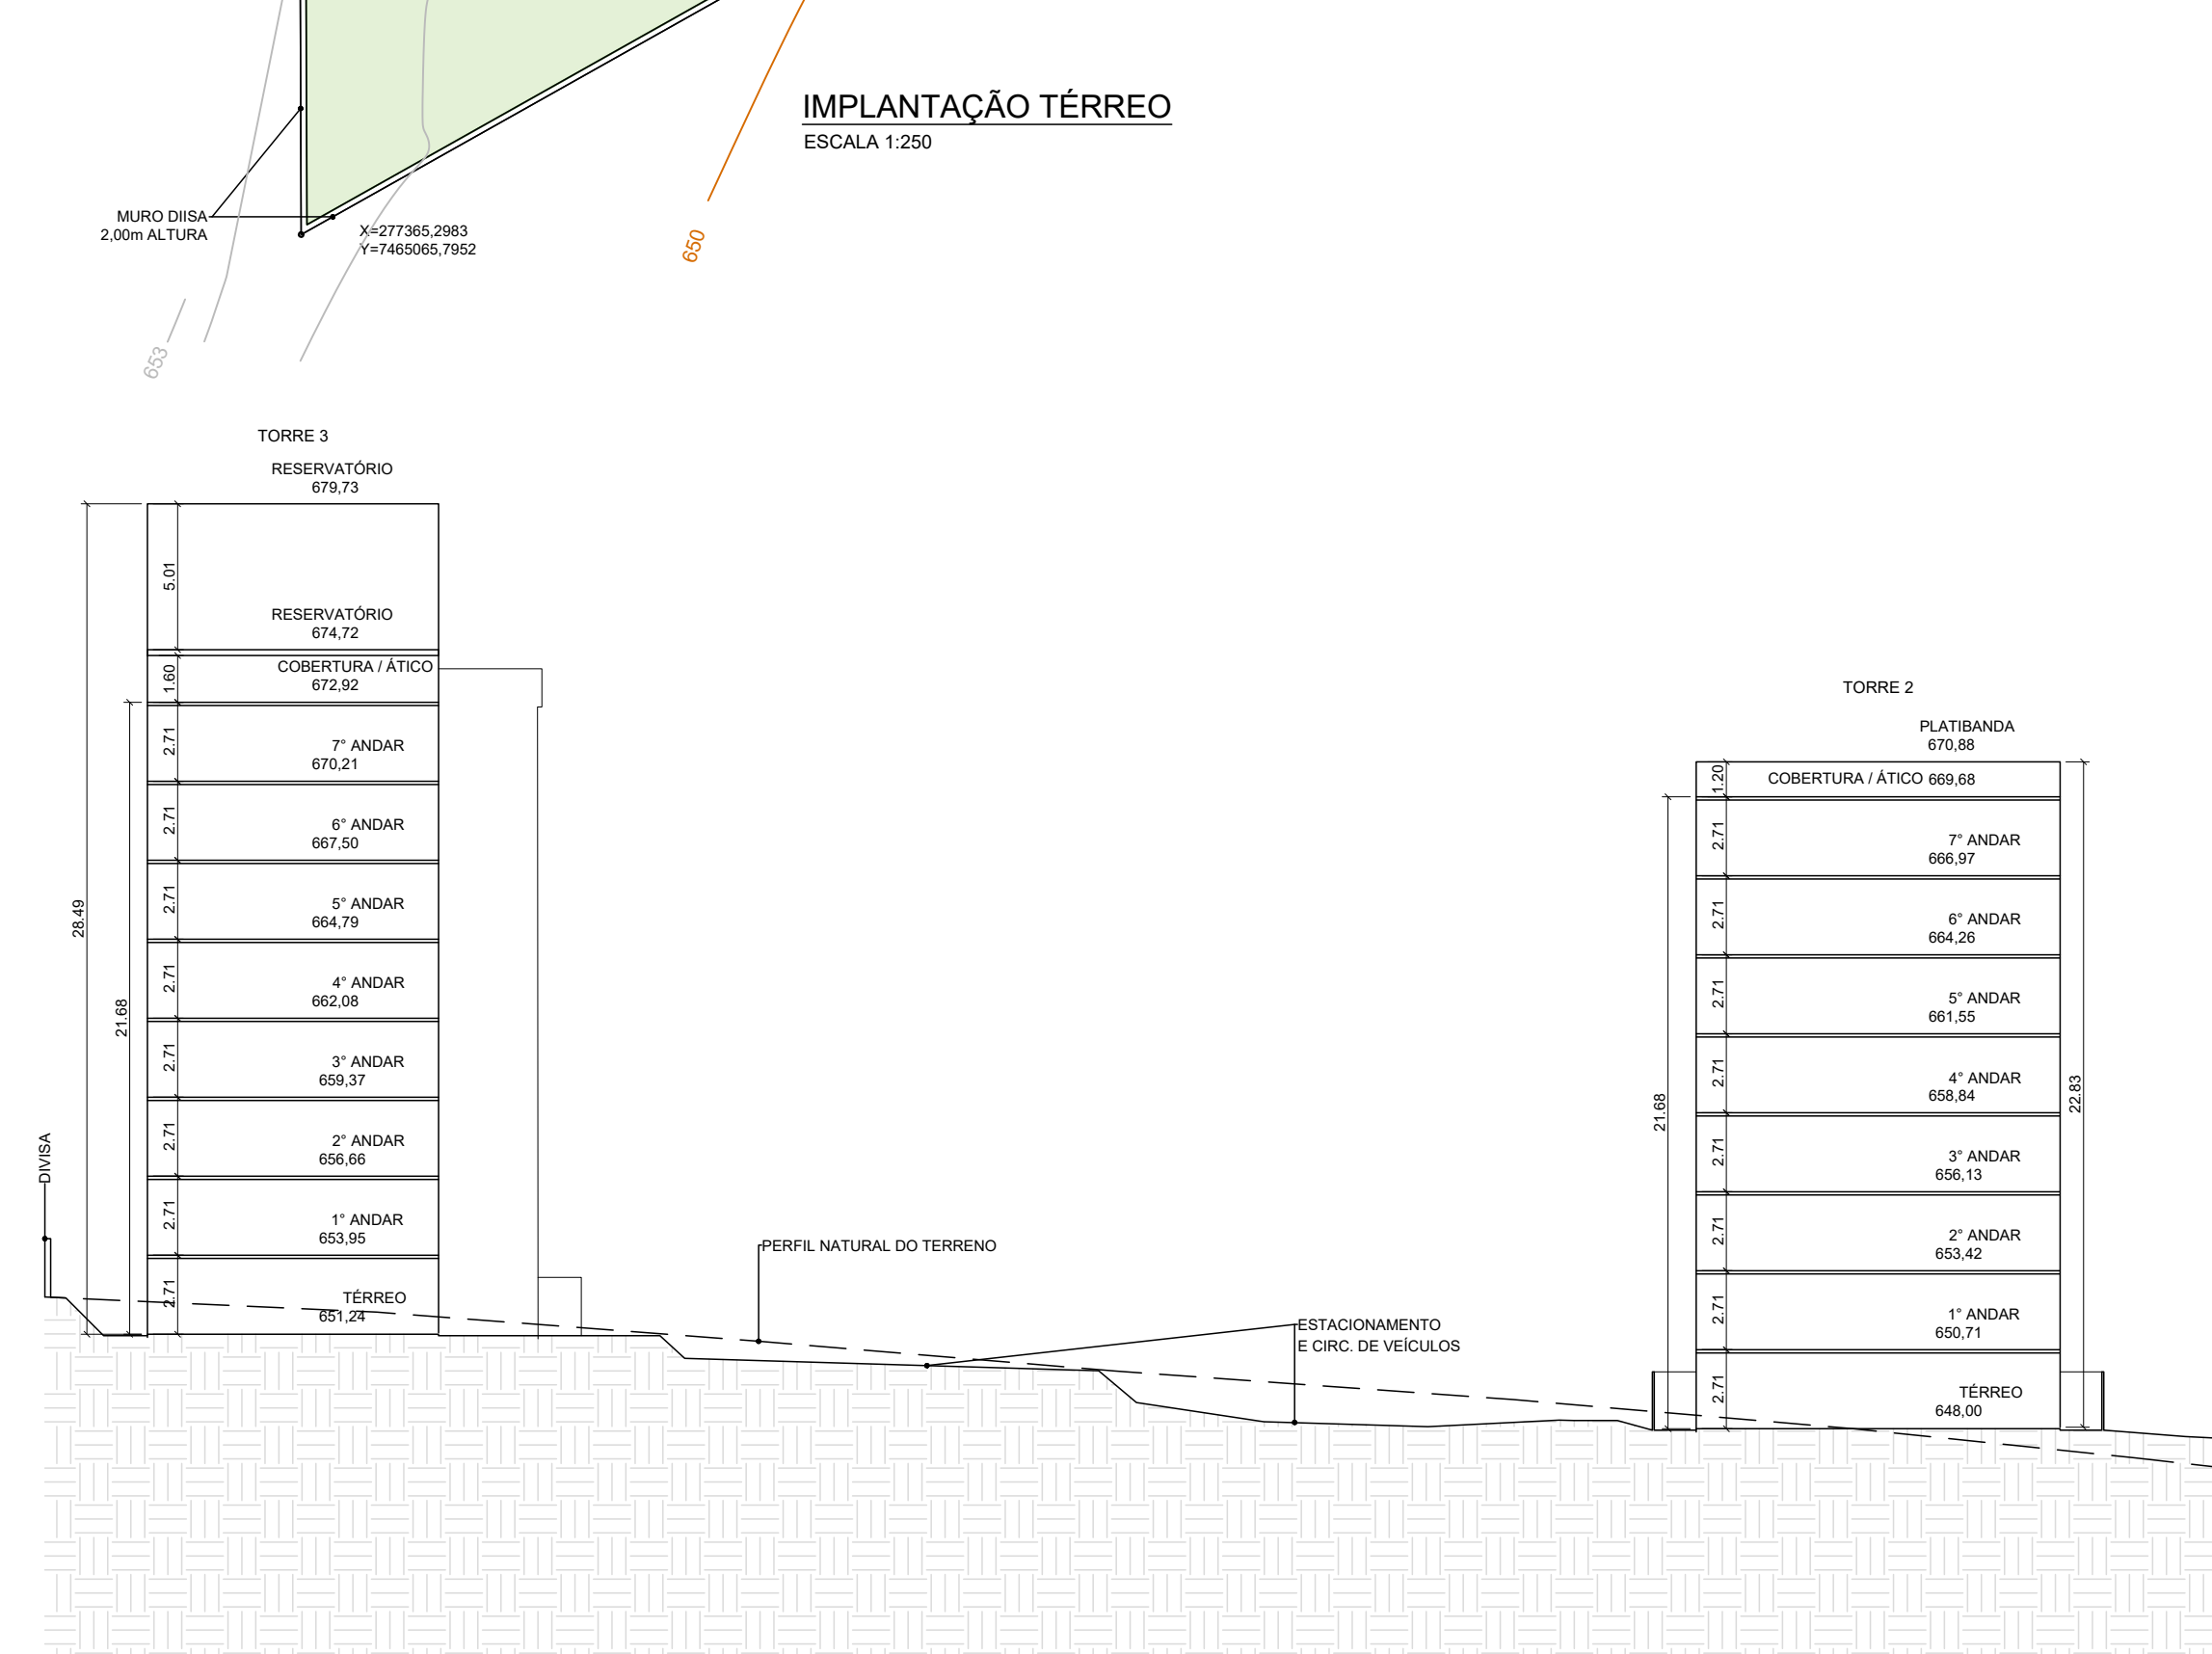 IMPLANTAÇÃO TÉRREO
ESCALA 1:250
MURO DIISA
2,00m ALTURA
X=277365,2983
Y=7465065,7952
650
653
TORRE 3
RESERVATÓRIO
679,73
5.01
RESERVATÓRIO
674,72
1.60
COBERTURA / ÁTICO
672,92
2.71
7° ANDAR
670,21
2.71
6° ANDAR
667,50
2.71
5° ANDAR
664,79
2.71
4° ANDAR
662,08
2.71
3° ANDAR
659,37
2.71
2° ANDAR
656,66
2.71
1° ANDAR
653,95
2.71
TÉRREO
651,24
28.49
21.68
DIVISA
PERFIL NATURAL DO TERRENO
ESTACIONAMENTO
E CIRC. DE VEÍCULOS
TORRE 2
PLATIBANDA
670,88
1.20
COBERTURA / ÁTICO 669,68
2.71
7° ANDAR
666,97
2.71
6° ANDAR
664,26
2.71
5° ANDAR
661,55
2.71
4° ANDAR
658,84
2.71
3° ANDAR
656,13
2.71
2° ANDAR
653,42
2.71
1° ANDAR
650,71
2.71
TÉRREO
648,00
21.68
22.83